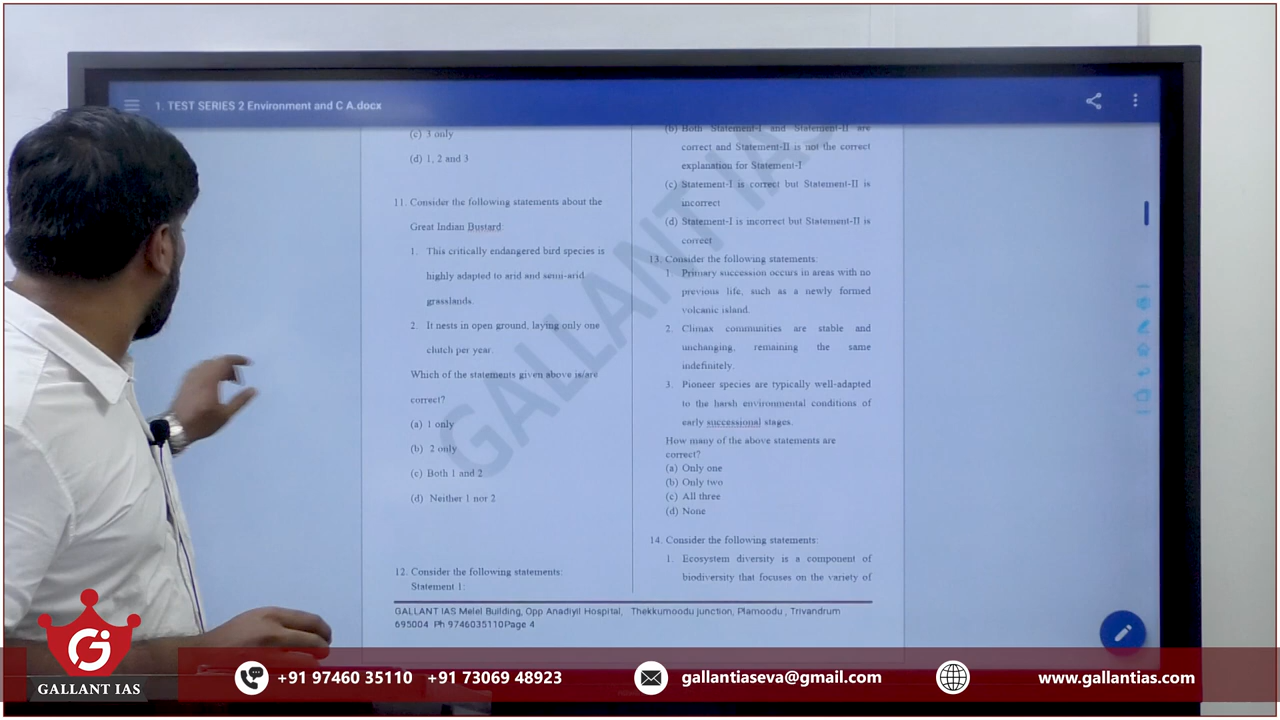 1. TEST SERIES 2 Environment and C A.docx
(c) 3 only
(d) 1, 2 and 3
11. Consider the following statements about the
Great Indian Bustard
1. This critically endangered bird species is
highly adapted to arid and semi-arid
grasslands.
2. It nests in open ground, laying only one
clutch per year.
Which of the statements given above is/are
correct?
(a) 1 only
(b) 2 only
(c) Both 1 and 2
(d) Neither 1 nor 2
12. Consider the following statements:
Statement 1:
(b) Both Statement-I and Statement-II are
correct and Statement-II is not the correct
explanation for Statement-I
(c) Statement-I is correct but Statement-II is
incorrect
(d) Statement-I is incorrect but Statement-II is
correct
13. Consider the following statements:
1. Primary succession occurs in areas with no
previous life, such as a newly formed
volcanic island.
2. Climax communities are stable and
unchanging, remaining the same
indefinitely.
3. Pioneer species are typically well-adapted
to the harsh environmental conditions of
early successional stages.
How many of the above statements are
correct?
(a) Only one
(b) Only two
(c) All three
(d) None
14. Consider the following statements:
1. Ecosystem diversity is a component of
biodiversity that focuses on the variety of
GALLANT IAS
GALLANT IAS Melel Building, Opp Anadiyil Hospital, Thekkumoodu junction, Plamoodu , Trivandrum
695004 Ph 9746035110Page 4
G
GALLANT IAS
+91 97460 35110 +91 73069 48923
gallantiaseva@gmail.com
www.gallantias.com